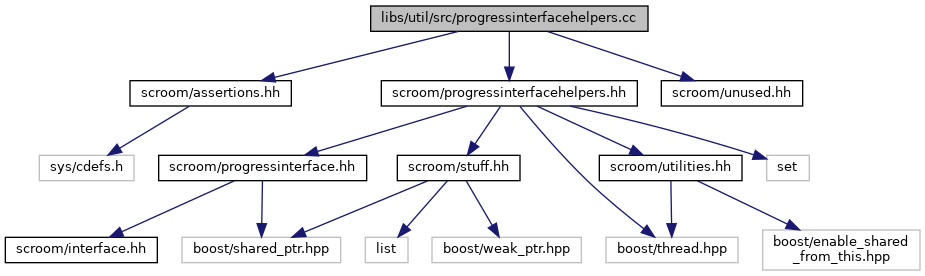 libs/util/src/progressinterfacehelpers.cc
scroom/assertions.hh
scroom/progressinterfacehelpers.hh
scroom/unused.hh
sys/cdefs.h
scroom/progressinterface.hh
scroom/stuff.hh
scroom/utilities.hh
set
scroom/interface.hh
boost/shared_ptr.hpp
list
boost/weak_ptr.hpp
boost/thread.hpp
boost/enable_shared
_from_this.hpp